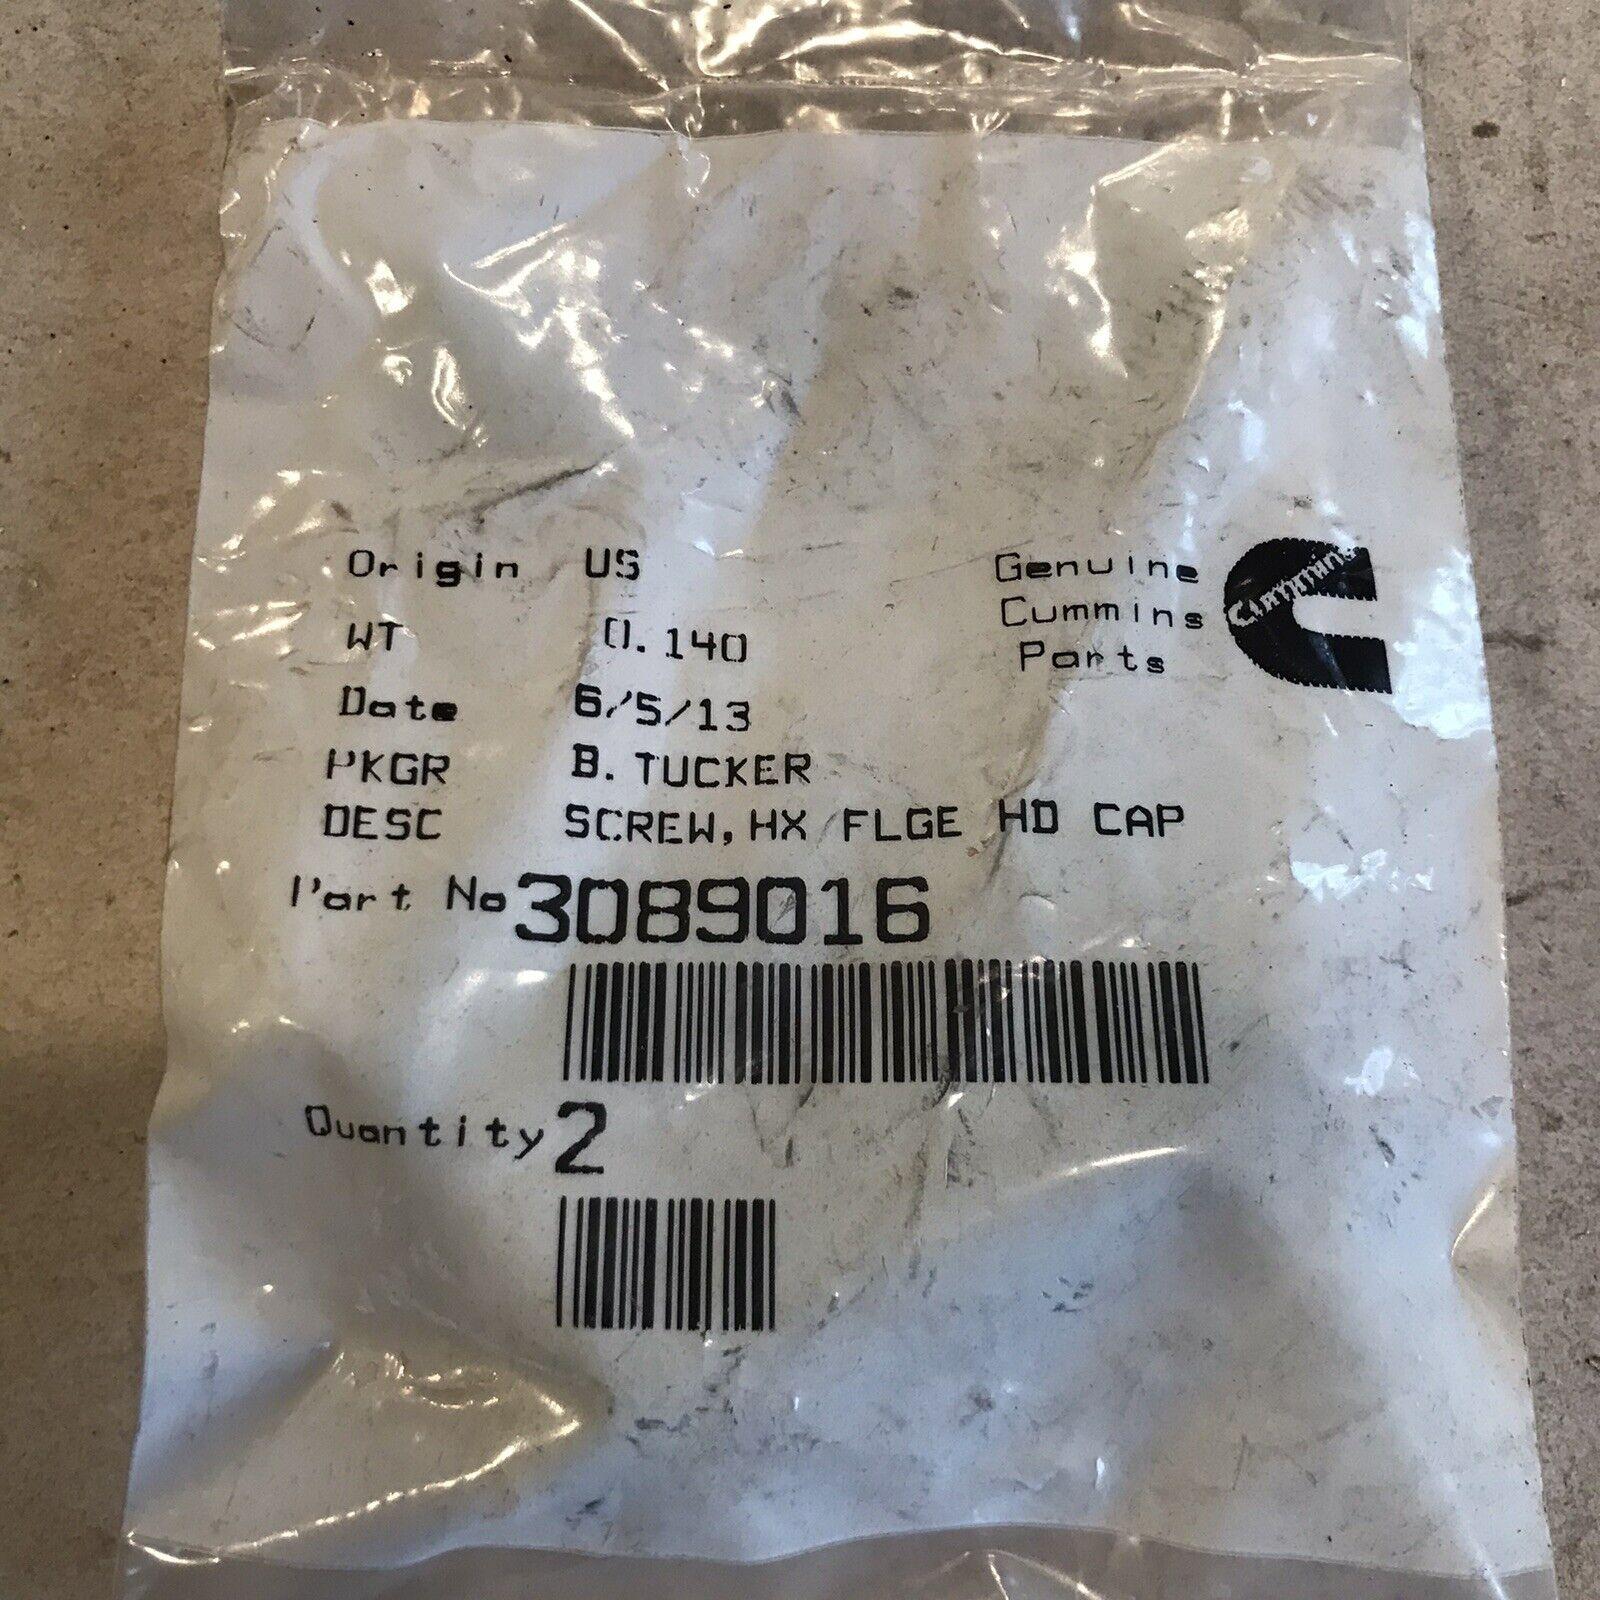 Origin US
WT 0.140
Date 6/5/13
PKGR B. TUCKER
DESC SCREW, HX FLGE HD CAP
Part No 3089016
Quantity 2
Genuine
Cummins
Parts
Cummins